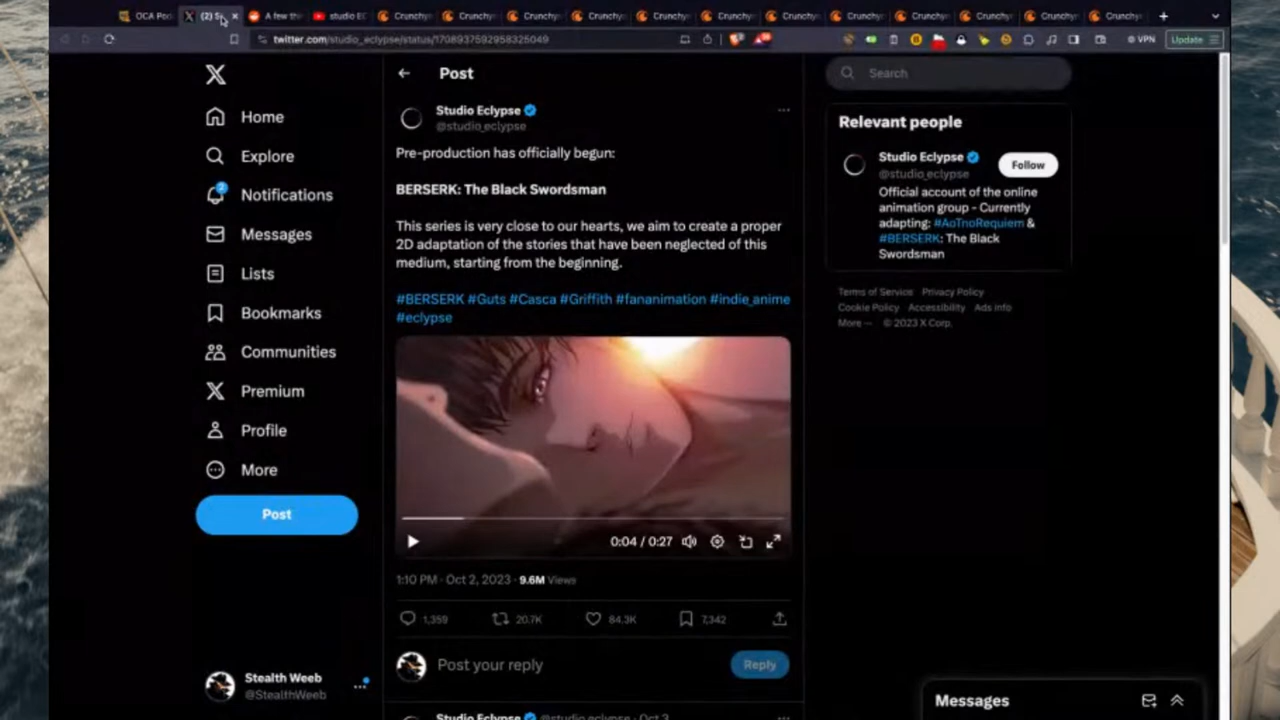 OCA Poc
(2) S
A few thi
studio EC
Crunchy
Crunchy
Crunchy
Crunchy
Crunchy
Crunchy
Crunchy
Crunchy
Crunchy
Crunchy
Crunchy
Crunchy
twitter.com/studio_eclypse/status/1708937592958325049
VPN
Update
X
Home
Explore
2
Notifications
Messages
Lists
Bookmarks
Communities
Premium
Profile
More
Post
Stealth Weeb
@StealthWeeb
Post
Studio Eclypse
@studio_eclypse
Pre-production has officially begun:
BERSERK: The Black Swordsman
This series is very close to our hearts, we aim to create a proper
2D adaptation of the stories that have been neglected of this
medium, starting from the beginning.
#BERSERK #Guts #Casca #Griffith #fananimation #indie_anime
#eclypse
0:04 / 0:27
1:10 PM · Oct 2, 2023 · 9.6M Views
1,359 20.7K 84.3K 7,342
Post your reply
Reply
Studio Eclypse @studio_eclypse · Oct 3
Search
Relevant people
Studio Eclypse
@studio_eclypse
Follow
Official account of the online
animation group - Currently
adapting: #AoTnoRequiem &
#BERSERK: The Black
Swordsman
Terms of Service Privacy Policy
Cookie Policy Accessibility Ads info
More ··· © 2023 X Corp.
Messages